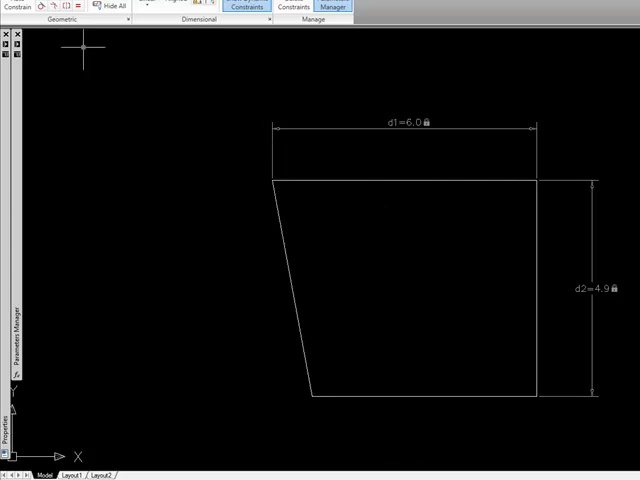 Constrain
Hide All
Constraints
Constraints
Manager
Geometric
Dimensional
Manage
d1=6.0
d2=4.9
Parameters Manager
Properties
Y
X
Model
Layout1
Layout2